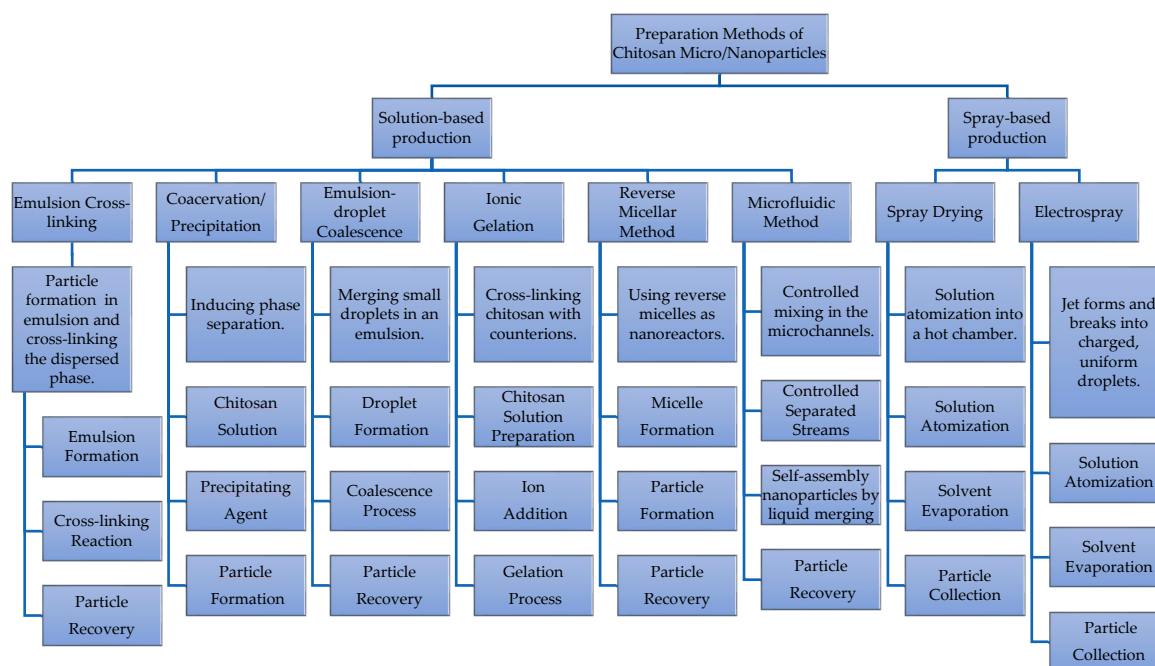 Preparation Methods of
Chitosan Micro/Nanoparticles
Solution-based
production
Spray-based
production
Emulsion Cross-
linking
Coacervation/
Precipitation
Emulsion-
droplet
Coalescence
Ionic
Gelation
Reverse
Micellar
Method
Microfluidic
Method
Spray Drying
Electrospray
Particle
formation in
emulsion and
cross-linking
the dispersed
phase.
Inducing phase
separation.
Merging small
droplets in an
emulsion.
Cross-linking
chitosan with
counterions.
Using reverse
micelles as
nanoreactors.
Controlled
mixing in the
microchannels.
Solution
atomization into
a hot chamber.
Jet forms and
breaks into
charged,
uniform
droplets.
Emulsion
Formation
Cross-linking
Reaction
Particle
Recovery
Chitosan
Solution
Precipitating
Agent
Particle
Formation
Droplet
Formation
Coalescence
Process
Particle
Recovery
Chitosan
Solution
Preparation
Ion
Addition
Gelation
Process
Micelle
Formation
Particle
Formation
Particle
Recovery
Controlled
Separated
Streams
Self-assembly
nanoparticles by
liquid merging
Particle
Recovery
Solution
Atomization
Solvent
Evaporation
Particle
Collection
Solution
Atomization
Solvent
Evaporation
Particle
Collection